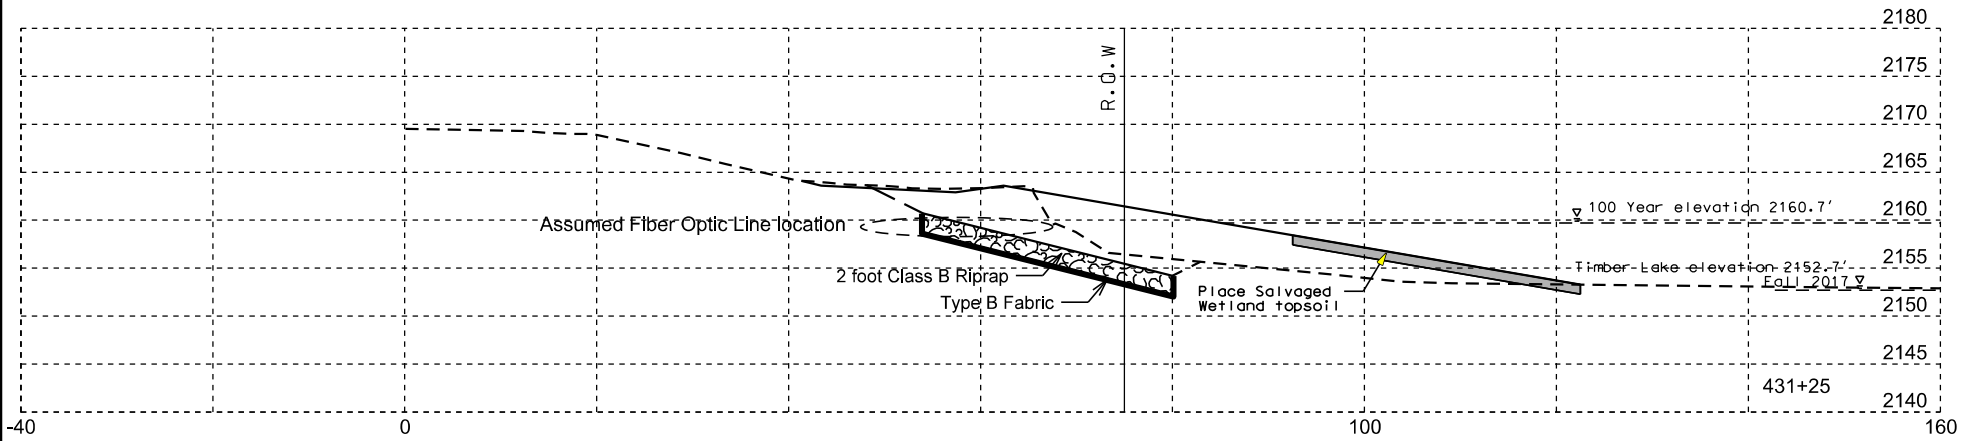 2180
2175
2170
2165
2160
2155
2150
2145
2140
R.O.W
100 Year elevation 2160.7'
Assumed Fiber Optic Line location
2 foot Class B Riprap
Type B Fabric
Place Salvaged
Wetland topsoil
Timber Lake elevation 2152.7'
Fall 2017
431+25
-40
0
100
160